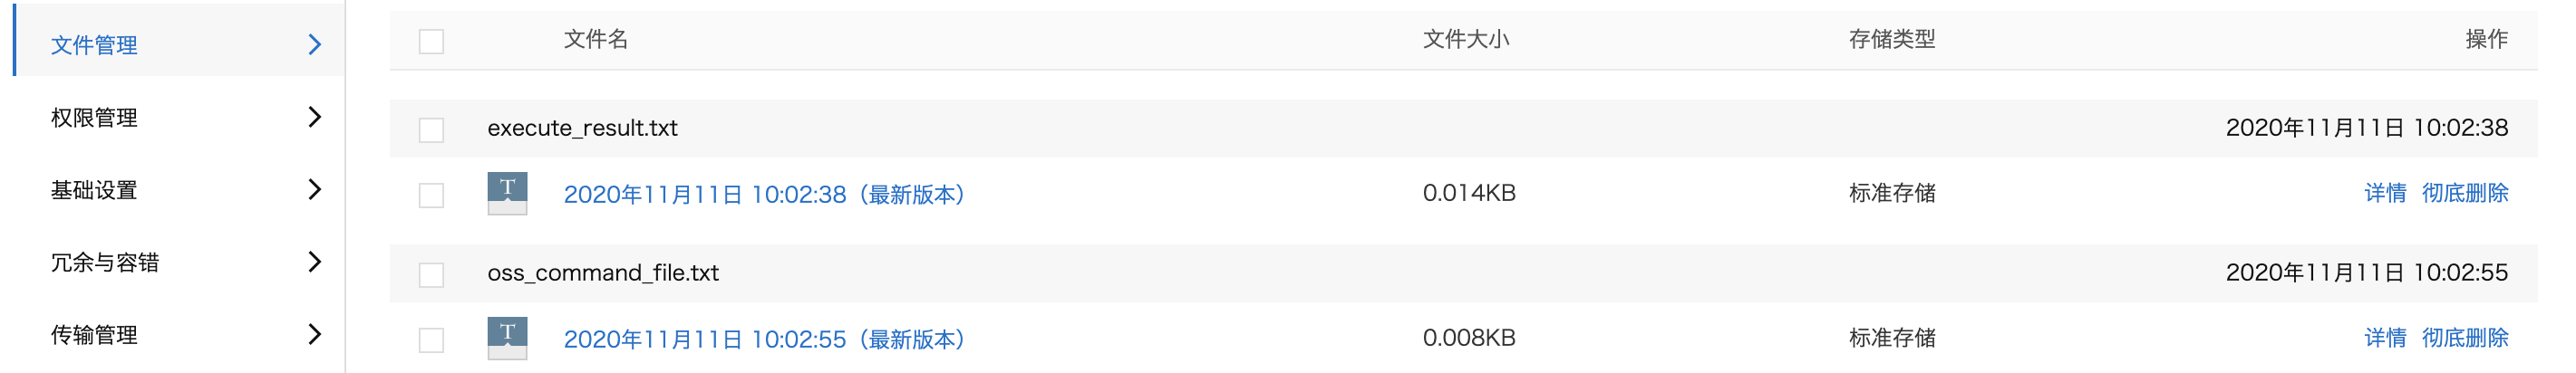 文件管理
权限管理
基础设置
冗余与容错
传输管理
文件名 文件大小 存储类型 操作
execute_result.txt 2020年11月11日 10:02:38
T 2020年11月11日 10:02:38（最新版本） 0.014KB 标准存储 详情 彻底删除
oss_command_file.txt 2020年11月11日 10:02:55
T 2020年11月11日 10:02:55（最新版本） 0.008KB 标准存储 详情 彻底删除